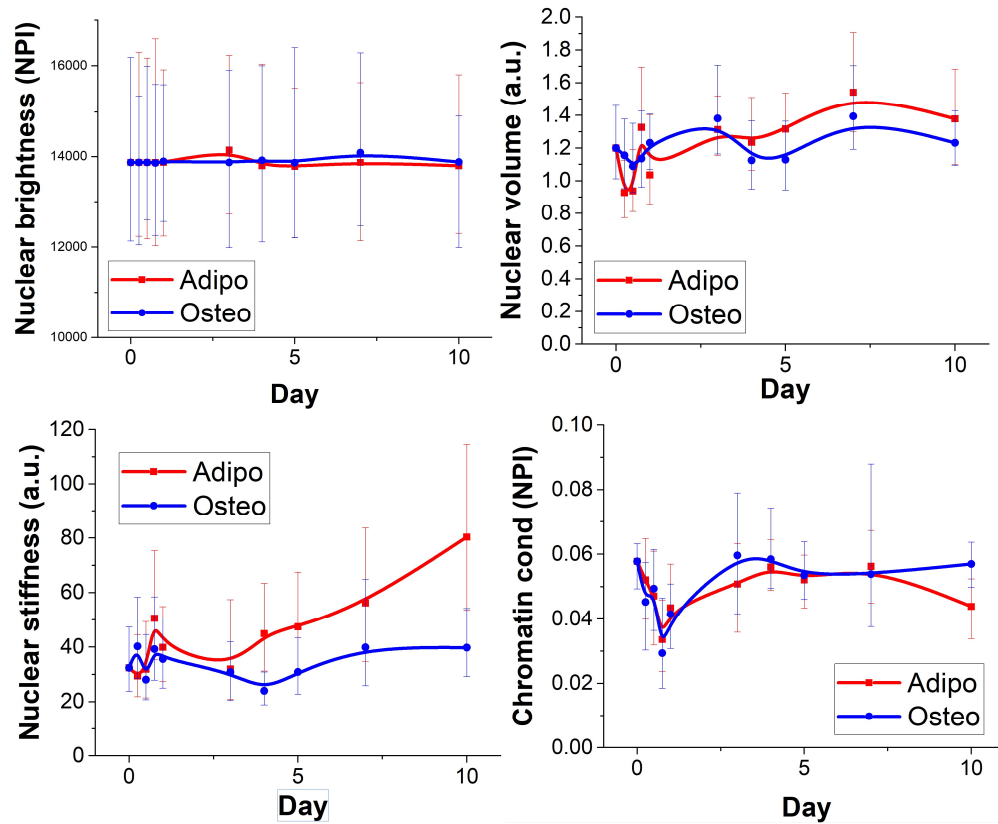 Nuclear brightness (NPI)
16000
14000
12000
10000
Adipo
Osteo
0 5 10
Day
Nuclear volume (a.u.)
2.0
1.8
1.6
1.4
1.2
1.0
0.8
0.6
0.4
0.2
0.0
Adipo
Osteo
0 5 10
Day
Nuclear stiffness (a.u.)
120
100
80
60
40
20
0
Adipo
Osteo
0 5 10
Day
Chromatin cond (NPI)
0.10
0.08
0.06
0.04
0.02
0.00
Adipo
Osteo
0 5 10
Day